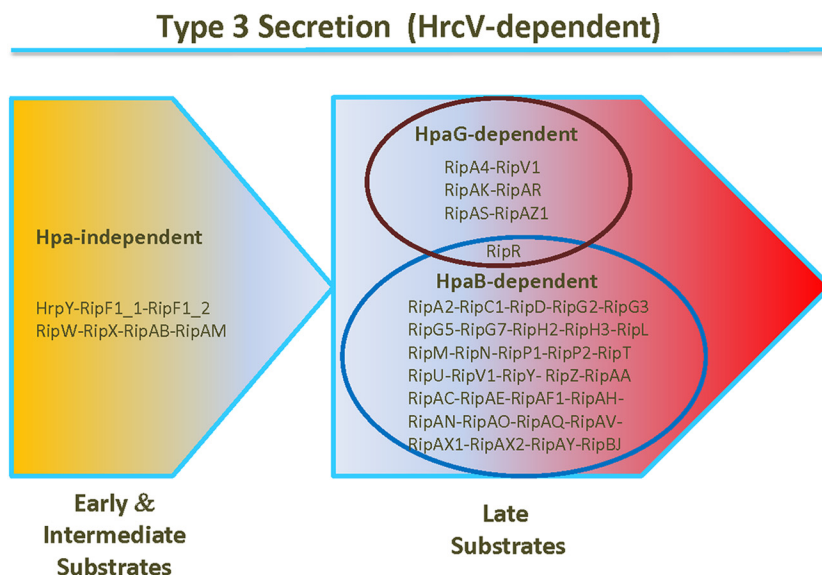 Type 3 Secretion (HrcV-dependent)
Hpa-independent
HrpY-RipF1_1-RipF1_2
RipW-RipX-RipAB-RipAM
Early &
Intermediate
Substrates
HpaG-dependent
RipA4-RipV1
RipAK-RipAR
RipAS-RipAZ1
RipR
HpaB-dependent
RipA2-RipC1-RipD-RipG2-RipG3
RipG5-RipG7-RipH2-RipH3-RipL
RipM-RipN-RipP1-RipP2-RipT
RipU-RipV1-RipY- RipZ-RipAA
RipAC-RipAE-RipAF1-RipAH-
RipAN-RipAO-RipAQ-RipAV-
RipAX1-RipAX2-RipAY-RipBJ
Late
Substrates